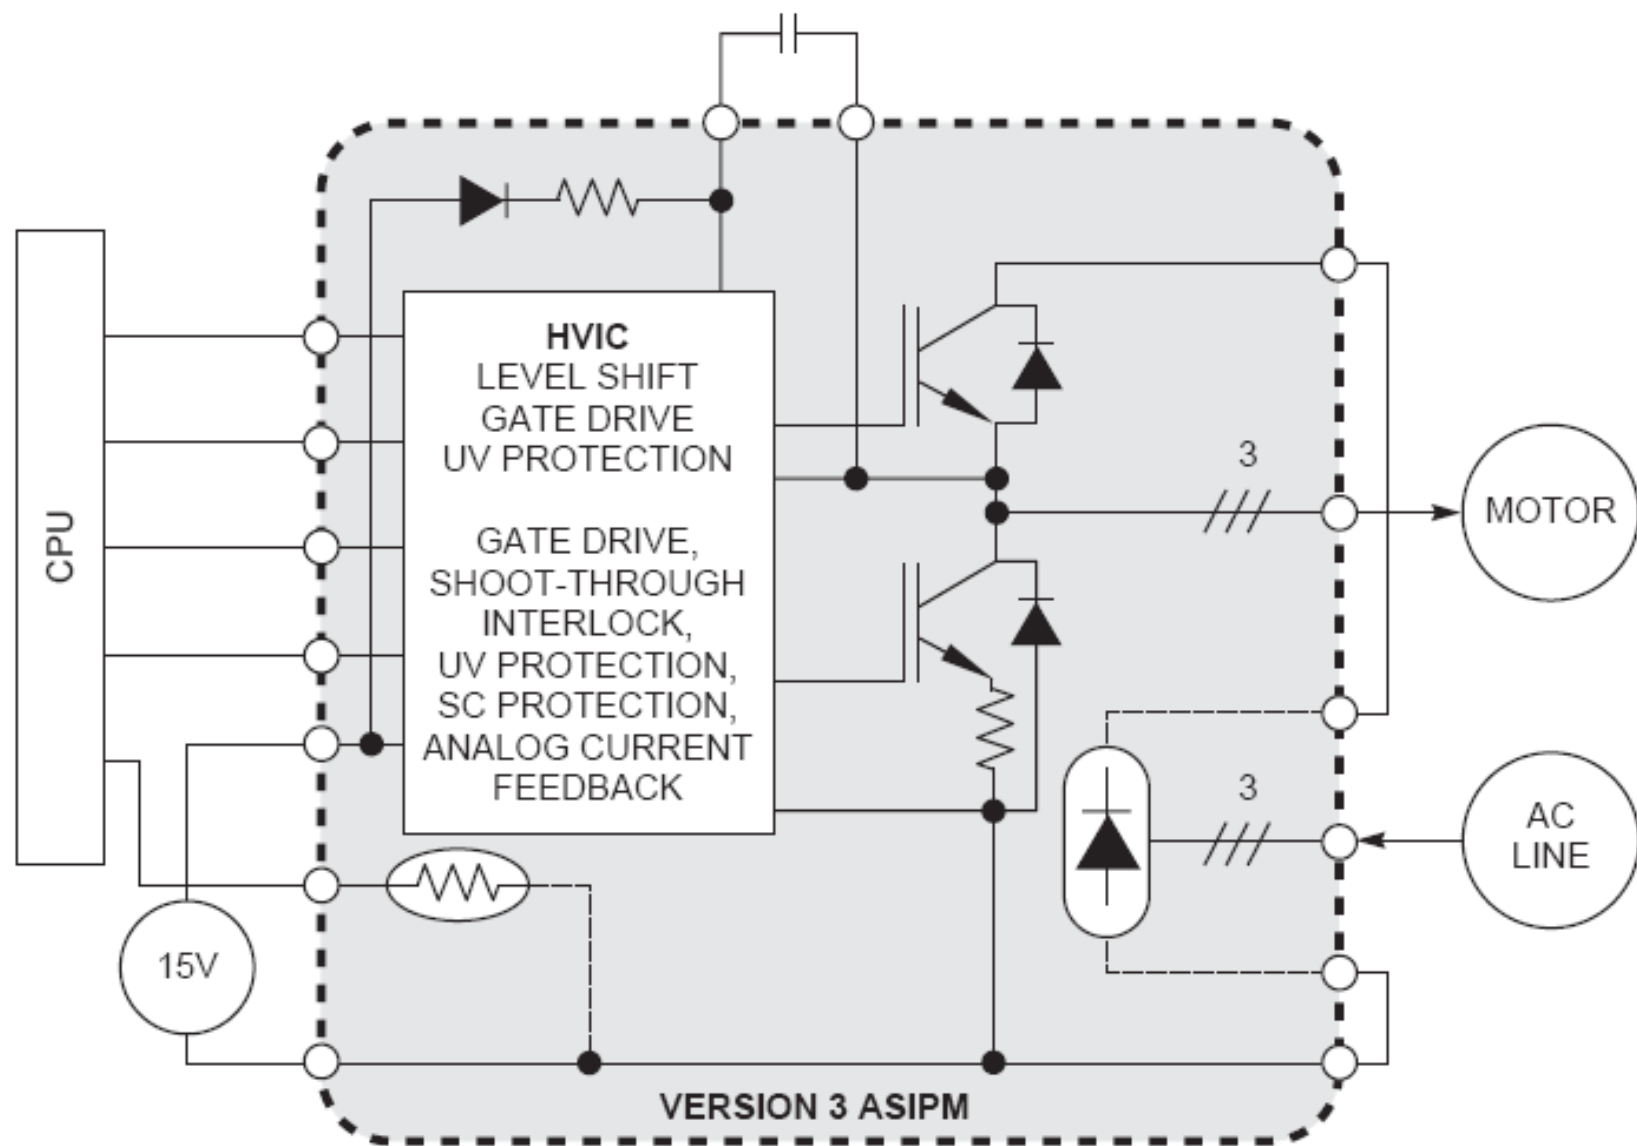 CPU
HVIC
LEVEL SHIFT
GATE DRIVE
UV PROTECTION
GATE DRIVE,
SHOOT-THROUGH
INTERLOCK,
UV PROTECTION,
SC PROTECTION,
ANALOG CURRENT
FEEDBACK
3
MOTOR
3
AC
LINE
15V
VERSION 3 ASIPM